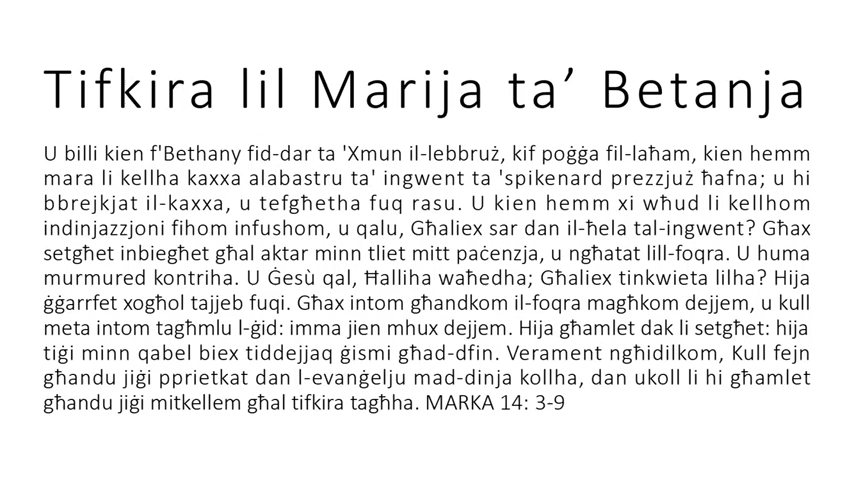 Tifkira lil Marija ta’ Betanja
U billi kien f'Bethany fid-dar ta 'Xmun il-lebbruż, kif poġġa fil-laħam, kien hemm
mara li kellha kaxxa alabastru ta' ingwent ta 'spikenard prezzjuż ħafna; u hi
bbrejkjat il-kaxxa, u tefgħetha fuq rasu. U kien hemm xi wħud li kellhom
indinjazzjoni fihom infushom, u qalu, Għaliex sar dan il-ħela tal-ingwent? Għax
setgħet inbiegħet għal aktar minn tliet mitt paċenzja, u ngħatat lill-foqra. U huma
murmured kontriha. U Ġesù qal, Ħalliha waħedha; Għaliex tinkwieta lilha? Hija
ġġarrfet xogħol tajjeb fuqi. Għax intom għandkom il-foqra magħkom dejjem, u kull
meta intom tagħmlu l-ġid: imma jien mhux dejjem. Hija għamlet dak li setgħet: hija
tiġi minn qabel biex tiddejjaq ġismi għad-dfin. Verament ngħidilkom, Kull fejn
għandu jiġi pprietkat dan l-evanġelju mad-dinja kollha, dan ukoll li hi għamlet
għandu jiġi mitkellem għal tifkira tagħha. MARKA 14: 3-9